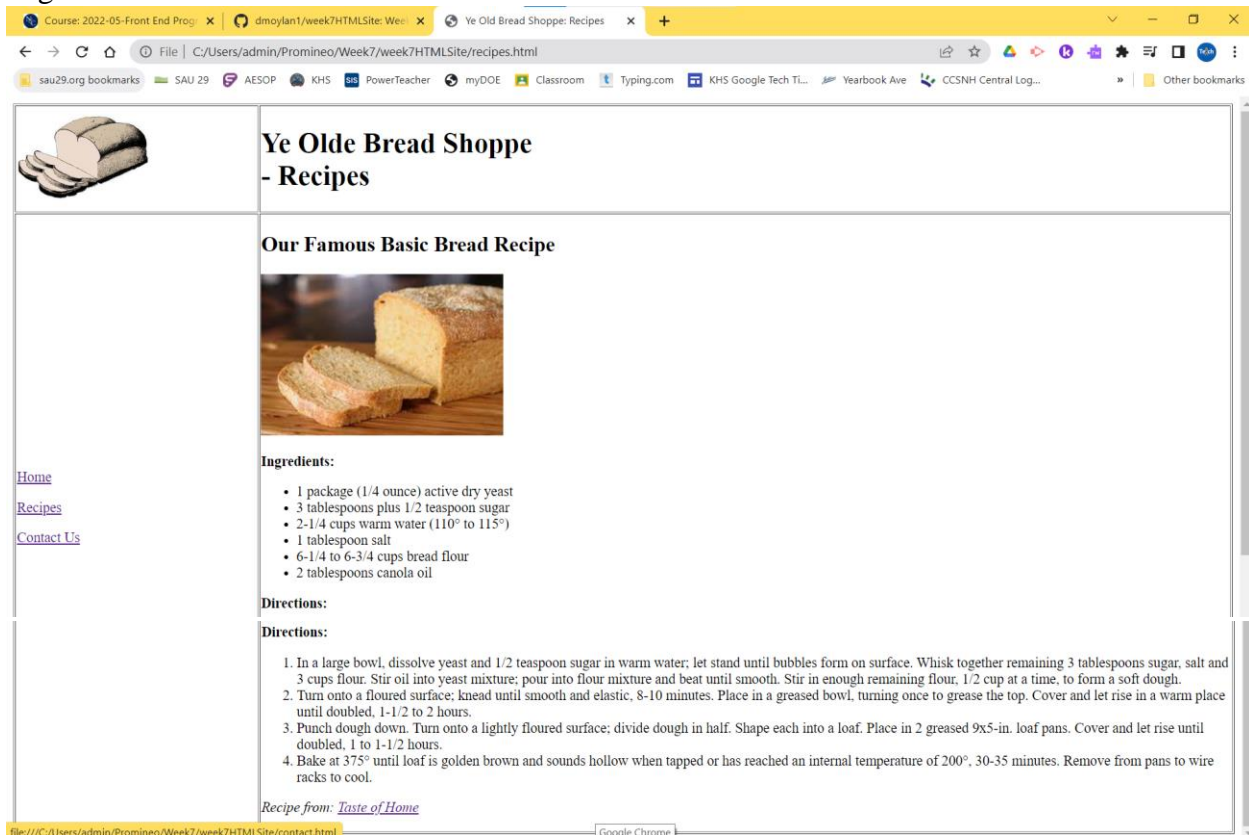 Course: 2022-05-Front End Progr
dmoylan1/week7HTMLSite: Wee
Ye Old Bread Shoppe: Recipes
File | C:/Users/admin/Promineo/Week7/week7HTMLSite/recipes.html
sau29.org bookmarks SAU 29 AESOP KHS SIS PowerTeacher myDOE Classroom t Typing.com KHS Google Tech Ti... Yearbook Ave CCSNH Central Log... » Other bookmarks
Ye Olde Bread Shoppe
- Recipes
Our Famous Basic Bread Recipe
Home
Recipes
Contact Us
Ingredients:
• 1 package (1/4 ounce) active dry yeast
• 3 tablespoons plus 1/2 teaspoon sugar
• 2-1/4 cups warm water (110° to 115°)
• 1 tablespoon salt
• 6-1/4 to 6-3/4 cups bread flour
• 2 tablespoons canola oil
Directions:
Directions:
1. In a large bowl, dissolve yeast and 1/2 teaspoon sugar in warm water; let stand until bubbles form on surface. Whisk together remaining 3 tablespoons sugar, salt and
3 cups flour. Stir oil into yeast mixture; pour into flour mixture and beat until smooth. Stir in enough remaining flour, 1/2 cup at a time, to form a soft dough.
2. Turn onto a floured surface; knead until smooth and elastic, 8-10 minutes. Place in a greased bowl, turning once to grease the top. Cover and let rise in a warm place
until doubled, 1-1/2 to 2 hours.
3. Punch dough down. Turn onto a lightly floured surface; divide dough in half. Shape each into a loaf. Place in 2 greased 9x5-in. loaf pans. Cover and let rise until
doubled, 1 to 1-1/2 hours.
4. Bake at 375° until loaf is golden brown and sounds hollow when tapped or has reached an internal temperature of 200°, 30-35 minutes. Remove from pans to wire
racks to cool.
Recipe from: Taste of Home
file:///C:/Users/admin/Promineo/Week7/week7HTMLSite/contact.html
Google Chrome